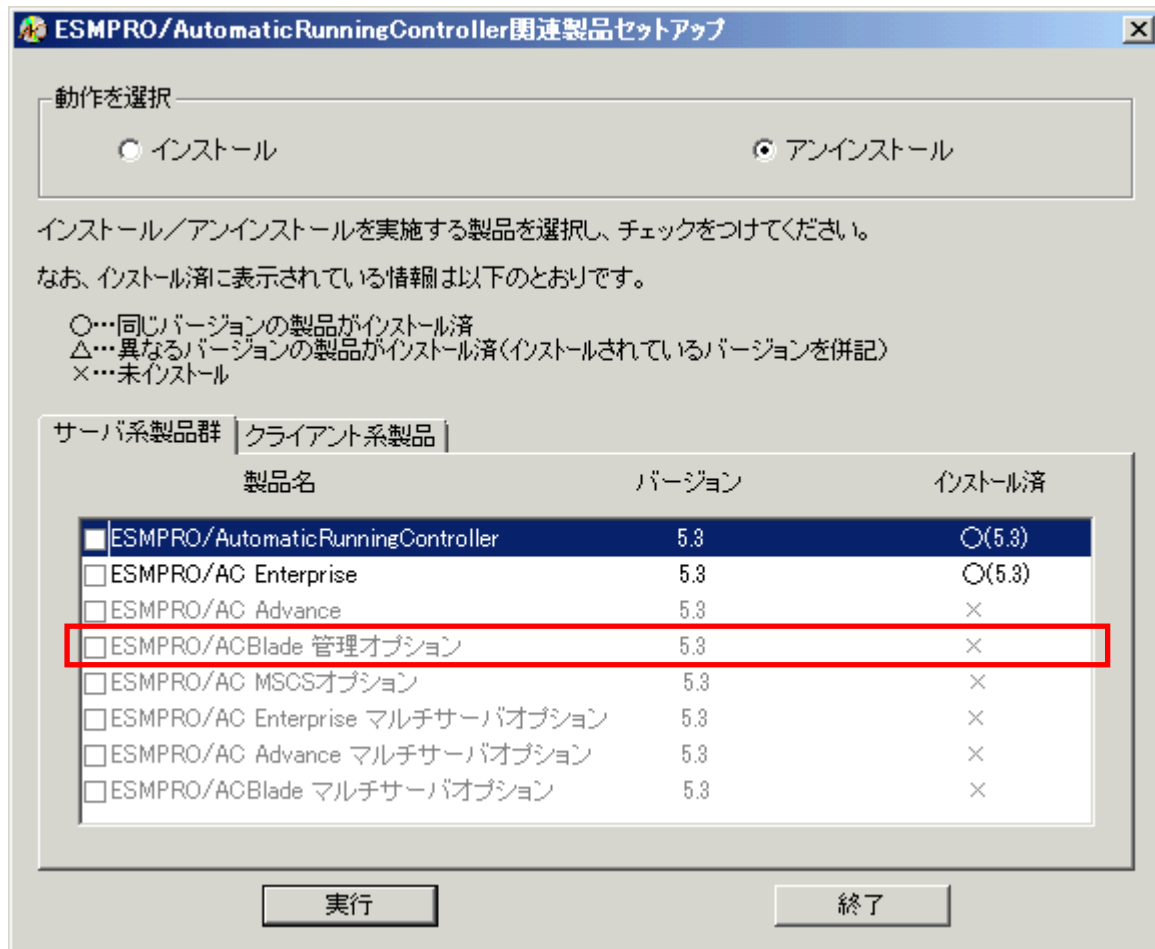 ESMPRO/AutomaticRunningController関連製品セットアップ
動作を選択
インストール
アンインストール
インストール／アンインストールを実施する製品を選択し、チェックをつけてください。
なお、インストール済に表示されている情報は以下のとおりです。
○…同じバージョンの製品がインストール済
△…異なるバージョンの製品がインストール済(インストールされているバージョンを併記)
×…未インストール
サーバ系製品群 クライアント系製品
製品名 バージョン インストール済
ESMPRO/AutomaticRunningController 5.3 ○(5.3)
ESMPRO/AC Enterprise 5.3 ○(5.3)
ESMPRO/AC Advance 5.3 ×
ESMPRO/ACBlade 管理オプション 5.3 ×
ESMPRO/AC MSCSオプション 5.3 ×
ESMPRO/AC Enterprise マルチサーバオプション 5.3 ×
ESMPRO/AC Advance マルチサーバオプション 5.3 ×
ESMPRO/ACBlade マルチサーバオプション 5.3 ×
実行 終了